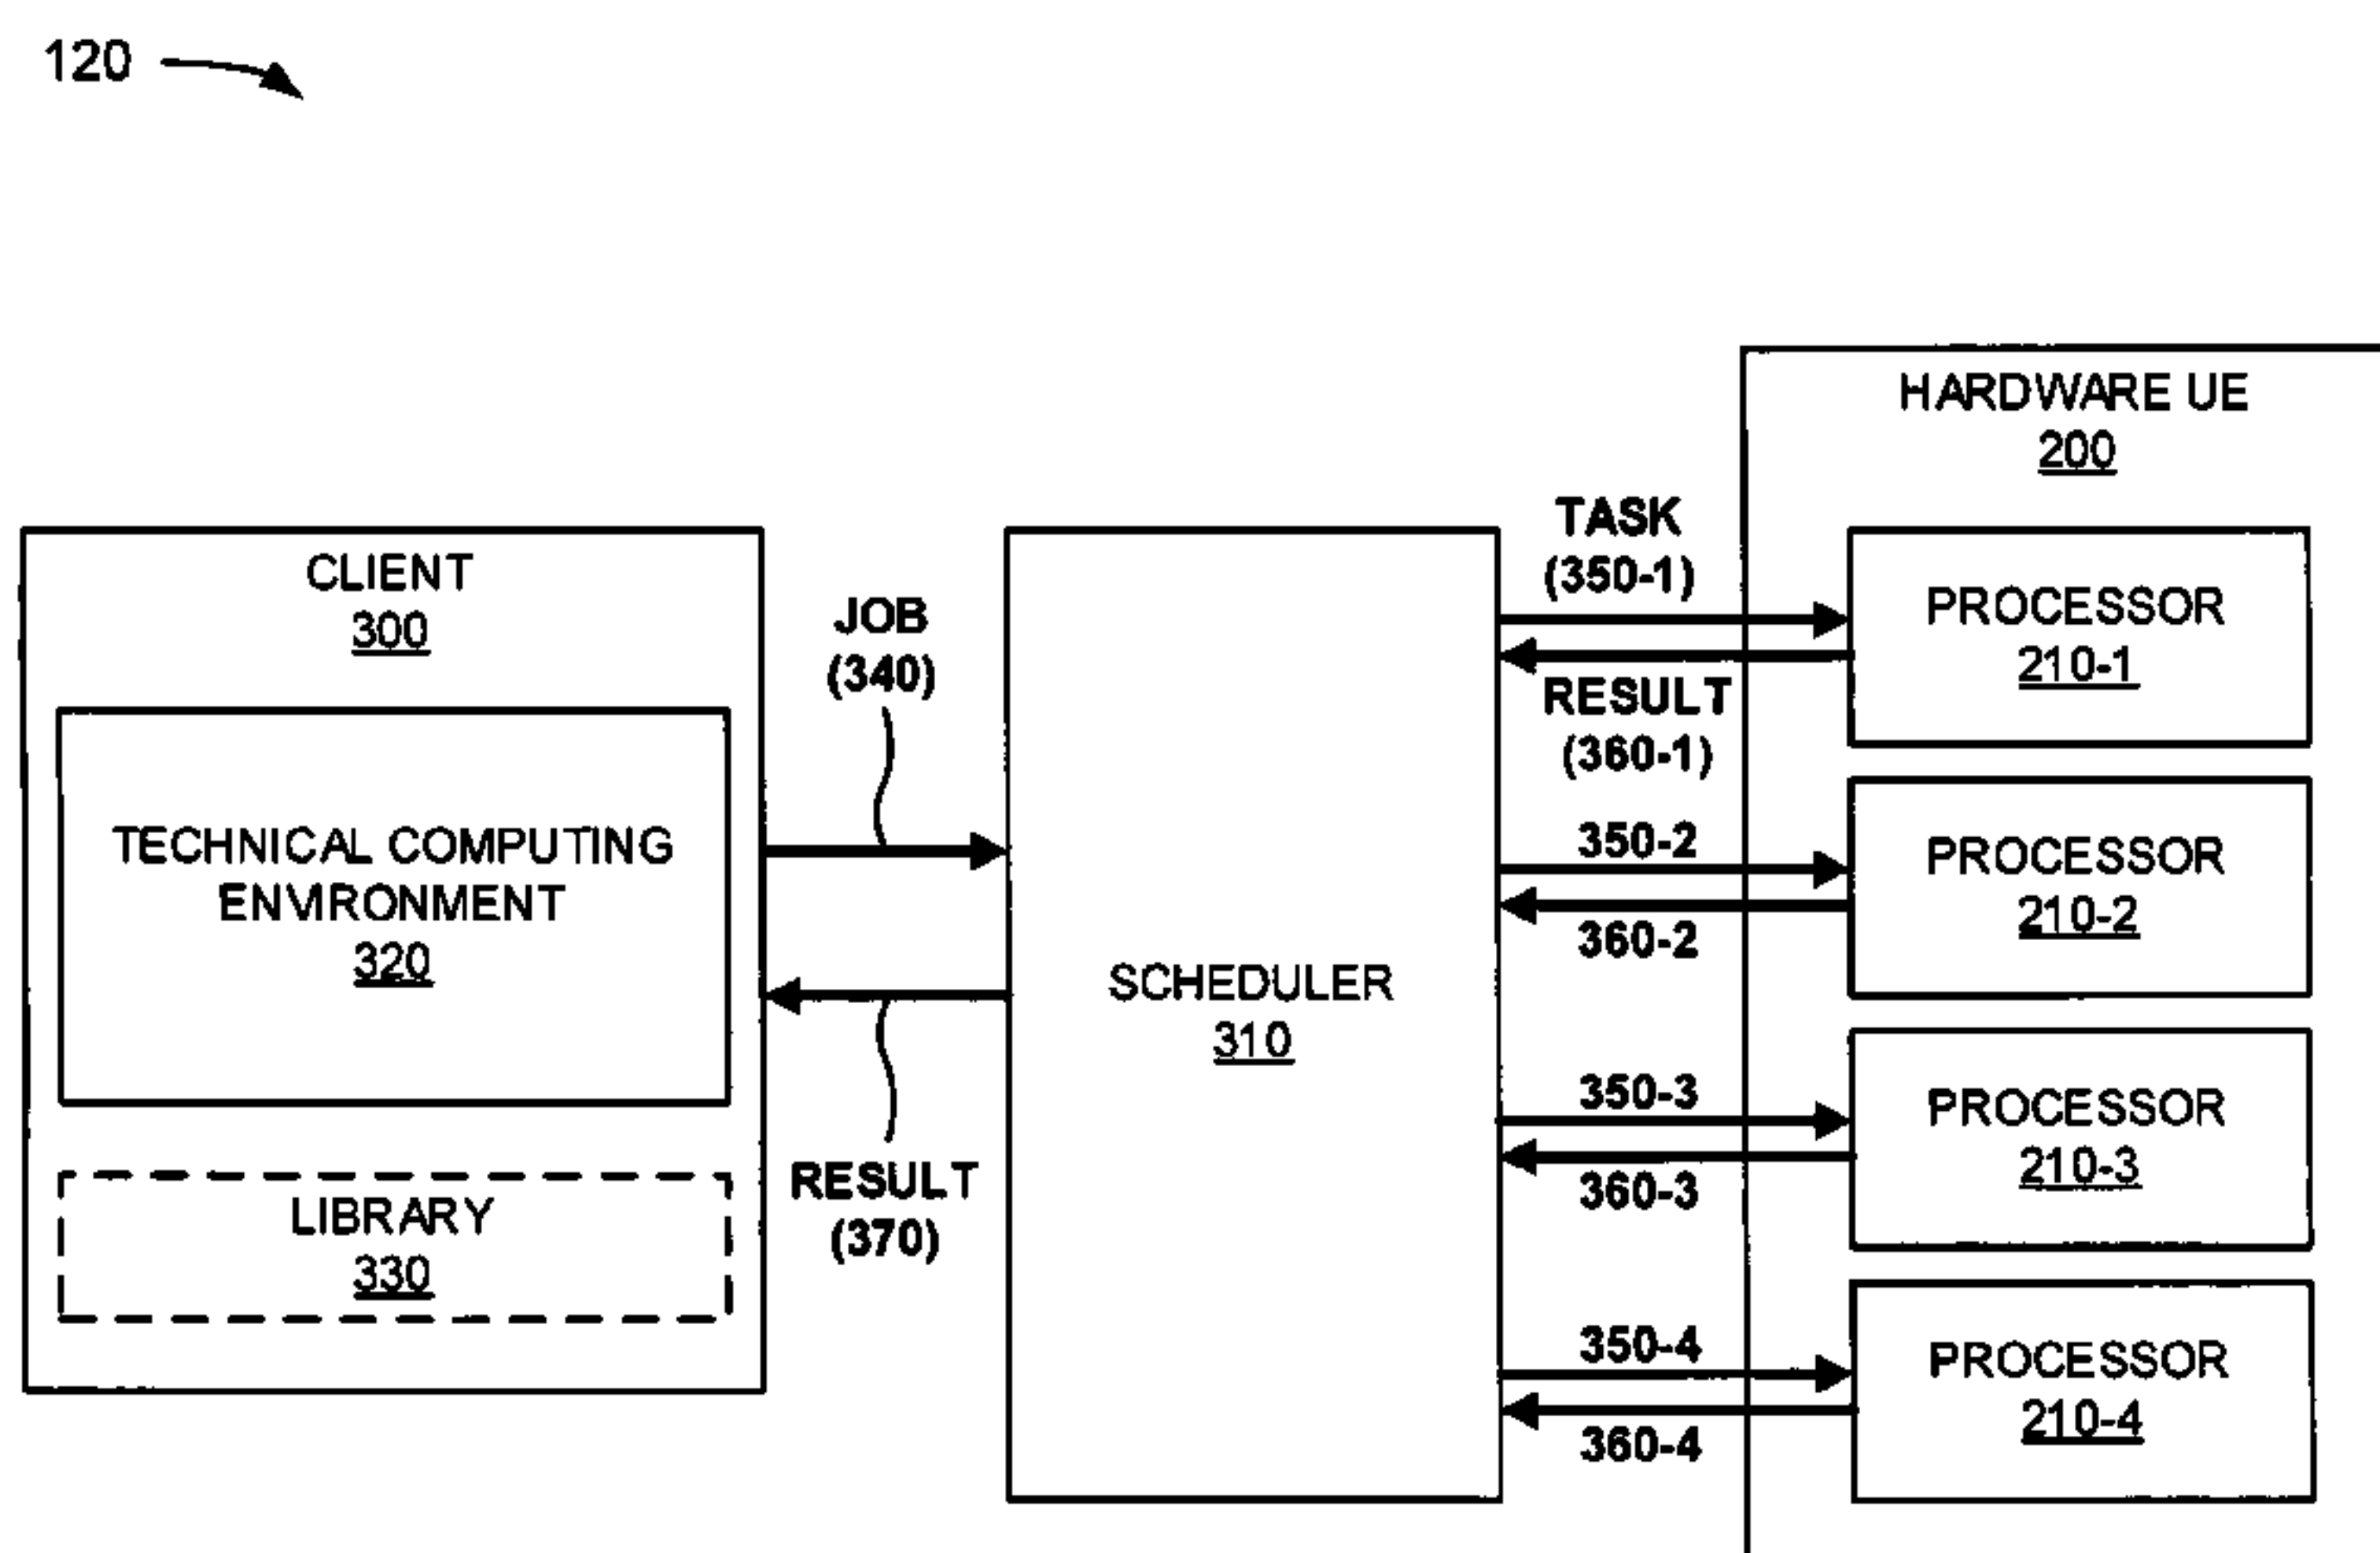 120
HARDWARE UE
200
CLIENT
300
TECHNICAL COMPUTING
ENVIRONMENT
320
LIBRARY
330
JOB
(340)
RESULT
(370)
SCHEDULER
310
TASK
(350-1)
RESULT
(360-1)
350-2
360-2
350-3
360-3
350-4
360-4
PROCESSOR
210-1
PROCESSOR
210-2
PROCESSOR
210-3
PROCESSOR
210-4